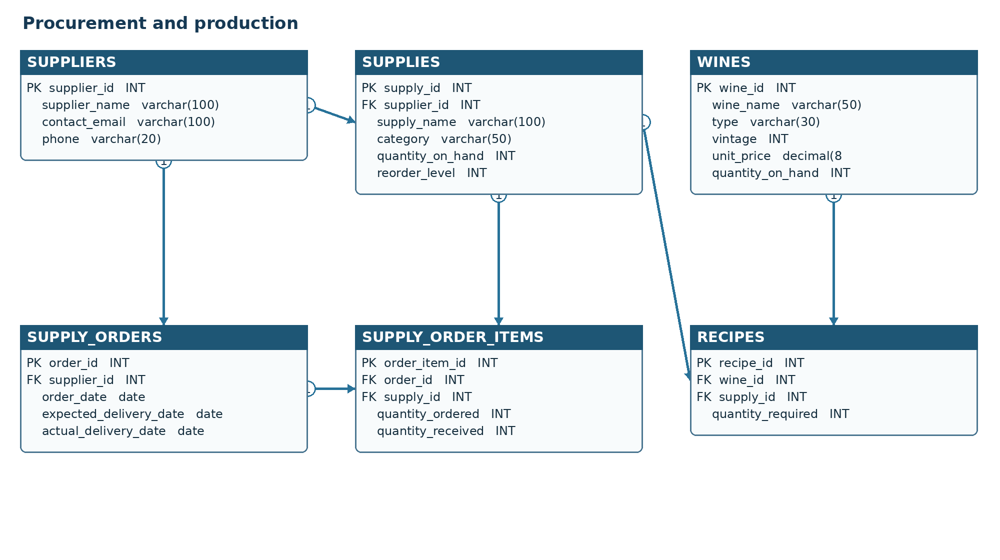 Procurement and production
SUPPLIERS
PK supplier_id INT
supplier_name varchar(100)
contact_email varchar(100)
phone varchar(20)
1
1
SUPPLIES
PK supply_id INT
FK supplier_id INT
supply_name varchar(100)
category varchar(50)
quantity_on_hand INT
reorder_level INT
1
1
WINES
PK wine_id INT
wine_name varchar(50)
type varchar(30)
vintage INT
unit_price decimal(8
quantity_on_hand INT
1
SUPPLY_ORDERS
PK order_id INT
FK supplier_id INT
order_date date
expected_delivery_date date
actual_delivery_date date
1
SUPPLY_ORDER_ITEMS
PK order_item_id INT
FK order_id INT
FK supply_id INT
quantity_ordered INT
quantity_received INT
RECIPES
PK recipe_id INT
FK wine_id INT
FK supply_id INT
quantity_required INT